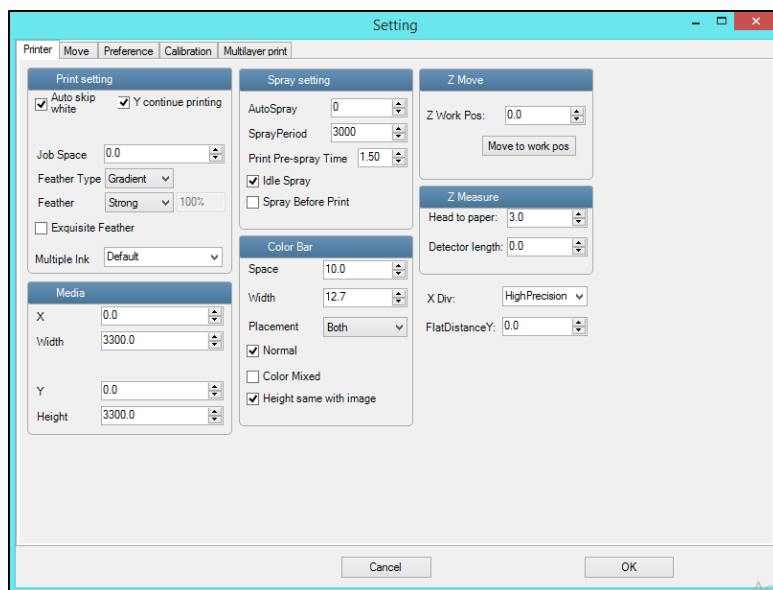 Setting
Printer Move Preference Calibration Multilayer print
Print setting
Auto skip white
Y continue printing
Job Space 0.0
Feather Type Gradient
Feather Strong 100%
Exquisite Feather
Multiple Ink Default
Media
X 0.0
Width 3300.0
Y 0.0
Height 3300.0
Spray setting
AutoSpray 0
SprayPeriod 3000
Print Pre-spray Time 1.50
Idle Spray
Spray Before Print
Color Bar
Space 10.0
Width 12.7
Placement Both
Normal
Color Mixed
Height same with image
Z Move
Z Work Pos: 0.0
Move to work pos
Z Measure
Head to paper: 3.0
Detector length: 0.0
X Div: HighPrecision
FlatDistanceY: 0.0
Cancel OK